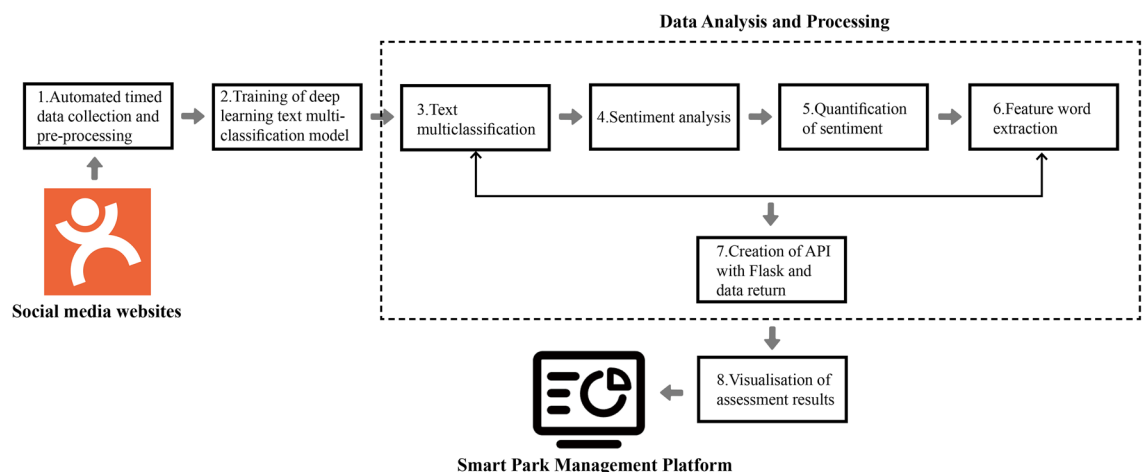 Data Analysis and Processing
1.Automated timed
data collection and
pre-processing
2.Training of deep
learning text multi-
classification model
3.Text
multiclassification
4.Sentiment analysis
5.Quantification
of sentiment
6.Feature word
extraction
7.Creation of API
with Flask and
data return
Social media websites
8.Visualisation of
assessment results
Smart Park Management Platform